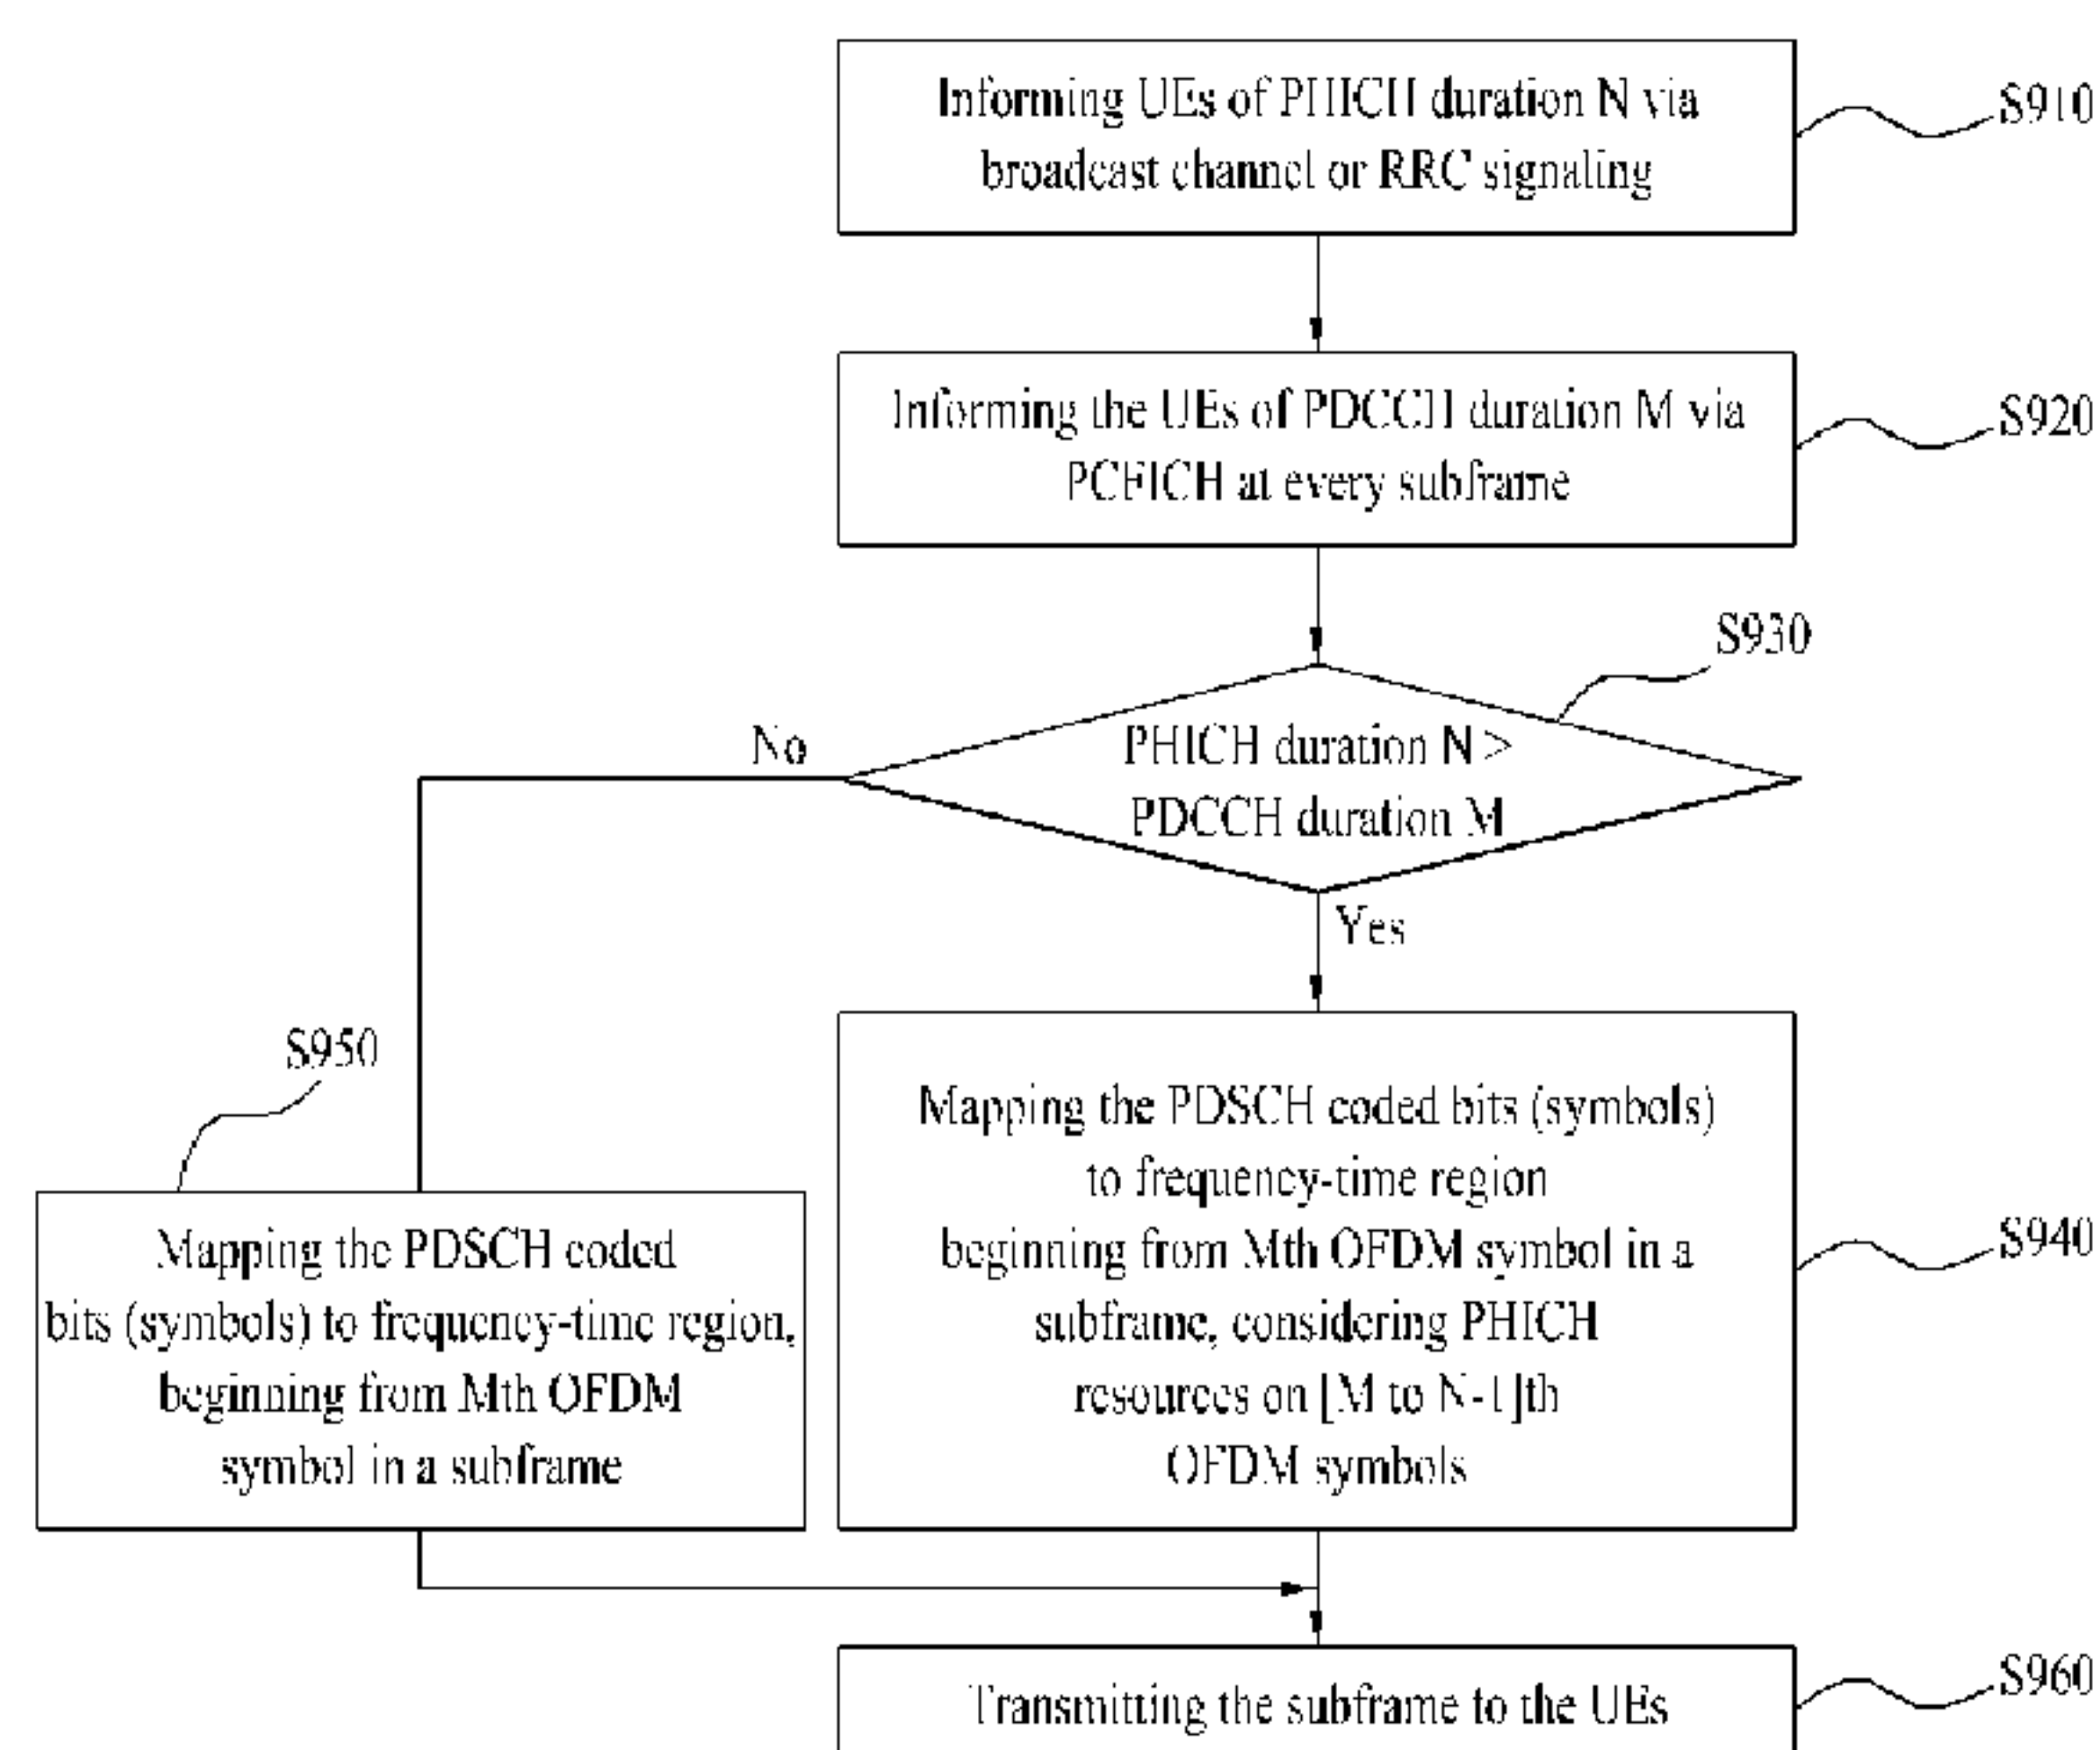 Informing UEs of PHICH duration N via
broadcast channel or RRC signaling
S910
Informing the UEs of PDCCH duration M via
PCFICH at every subframe
S920
S930
PHICH duration N >
PDCCH duration M
No
Yes
S950
Mapping the PDSCH coded
bits (symbols) to frequency-time region,
beginning from Mth OFDM
symbol in a subframe
Mapping the PDSCH coded bits (symbols)
to frequency-time region
beginning from Mth OFDM symbol in a
subframe, considering PHICH
resources on [M to N-1]th
OFDM symbols
S940
Transmitting the subframe to the UEs
S960